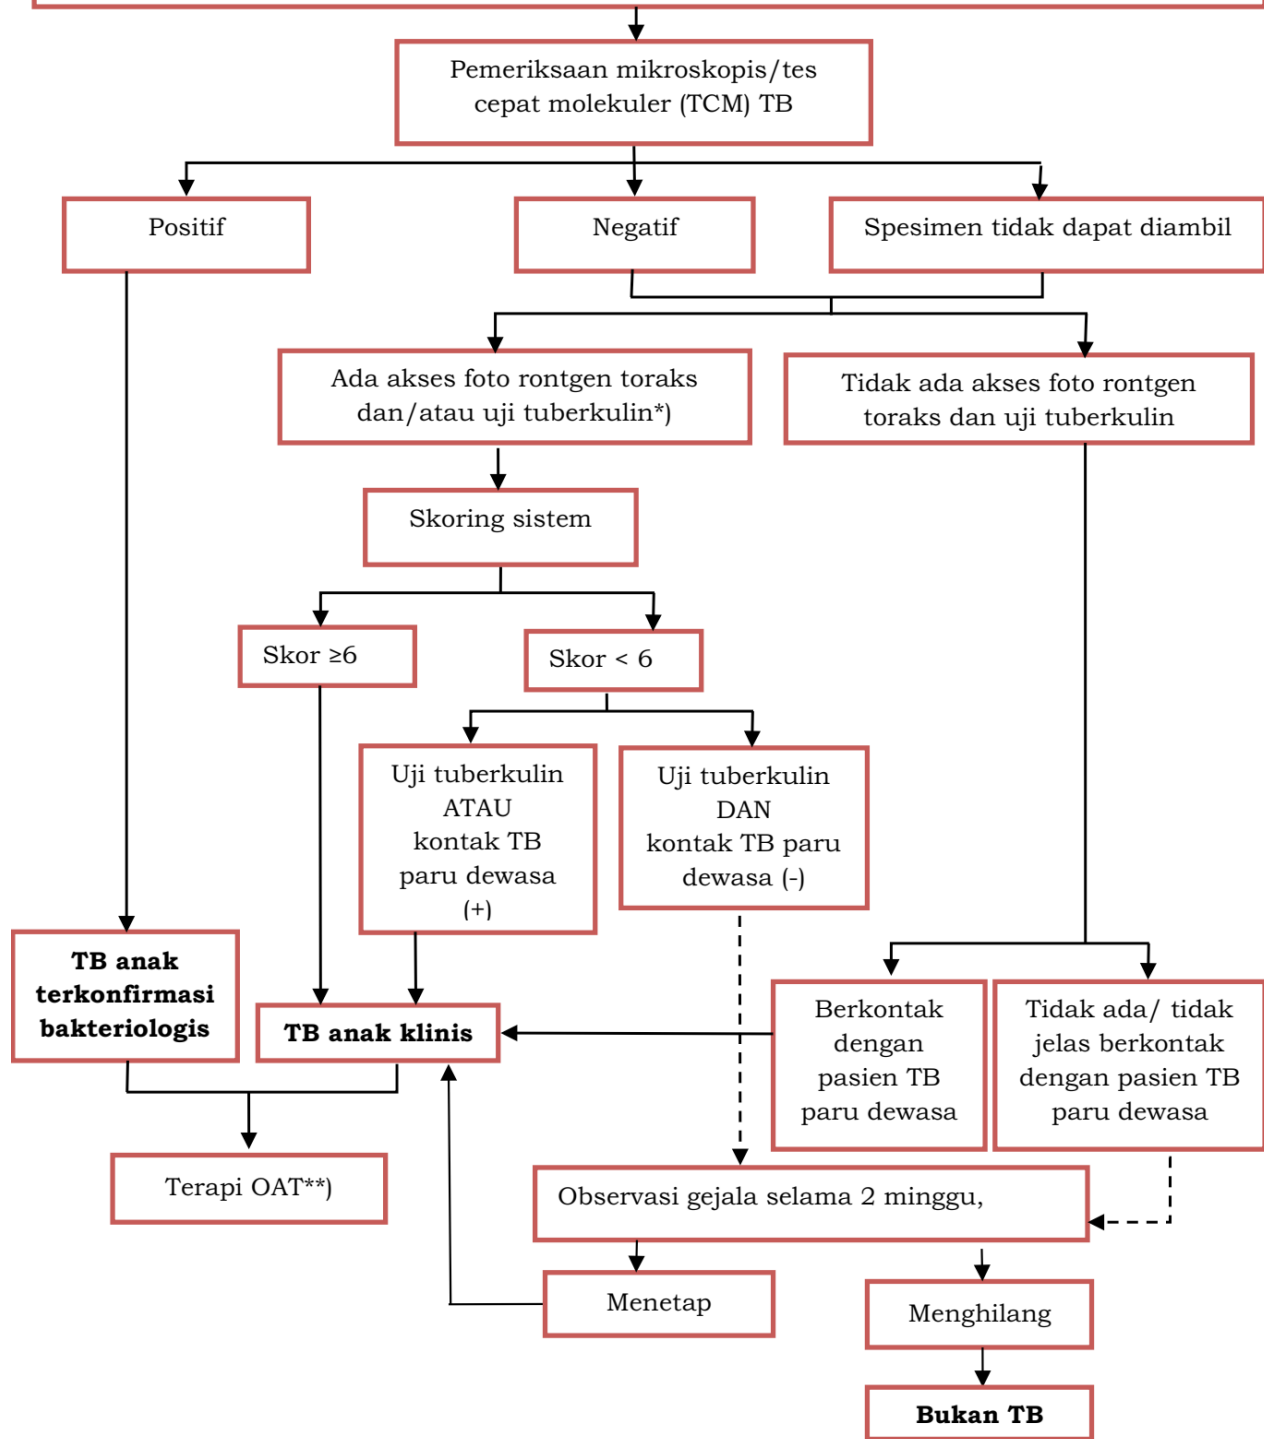 Pemeriksaan mikroskopis/tes
cepat molekuler (TCM) TB
Positif
Negatif
Spesimen tidak dapat diambil
Ada akses foto rontgen toraks
dan/atau uji tuberkulin*)
Tidak ada akses foto rontgen
toraks dan uji tuberkulin
Skoring sistem
Skor ≥6
Skor < 6
Uji tuberkulin
ATAU
kontak TB
paru dewasa
(+)
Uji tuberkulin
DAN
kontak TB paru
dewasa (-)
TB anak
terkonfirmasi
bakteriologis
TB anak klinis
Berkontak
dengan
pasien TB
paru dewasa
Tidak ada/ tidak
jelas berkontak
dengan pasien TB
paru dewasa
Terapi OAT**)
Observasi gejala selama 2 minggu,
Menetap
Menghilang
Bukan TB